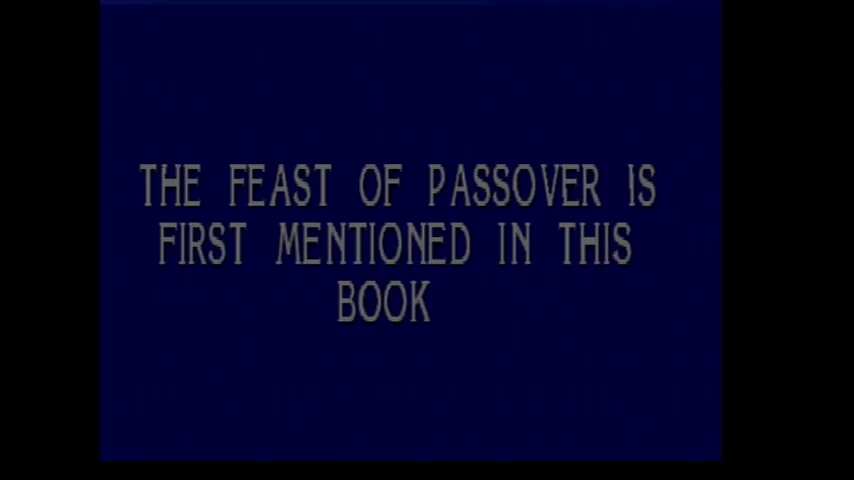 THE FEAST OF PASSOVER IS
FIRST MENTIONED IN THIS
BOOK